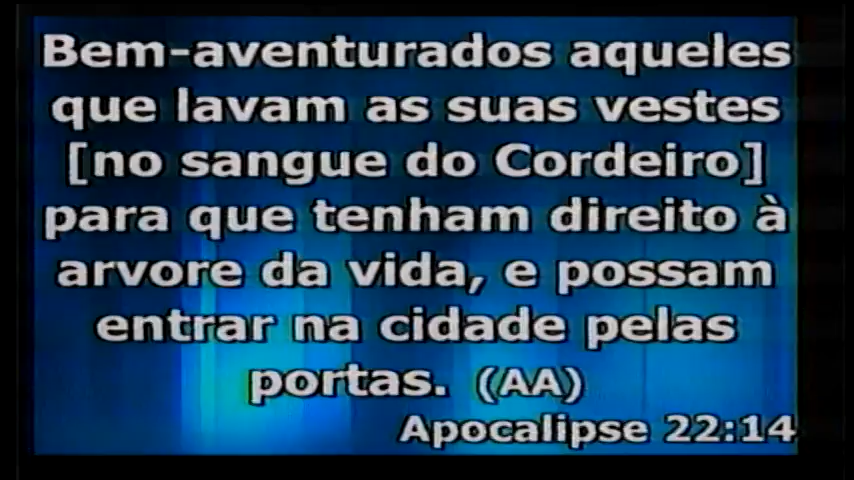 Bem-aventurados aqueles
que lavam as suas vestes
[no sangue do Cordeiro]
para que tenham direito à
arvore da vida, e possam
entrar na cidade pelas
portas. (AA)
Apocalipse 22:14